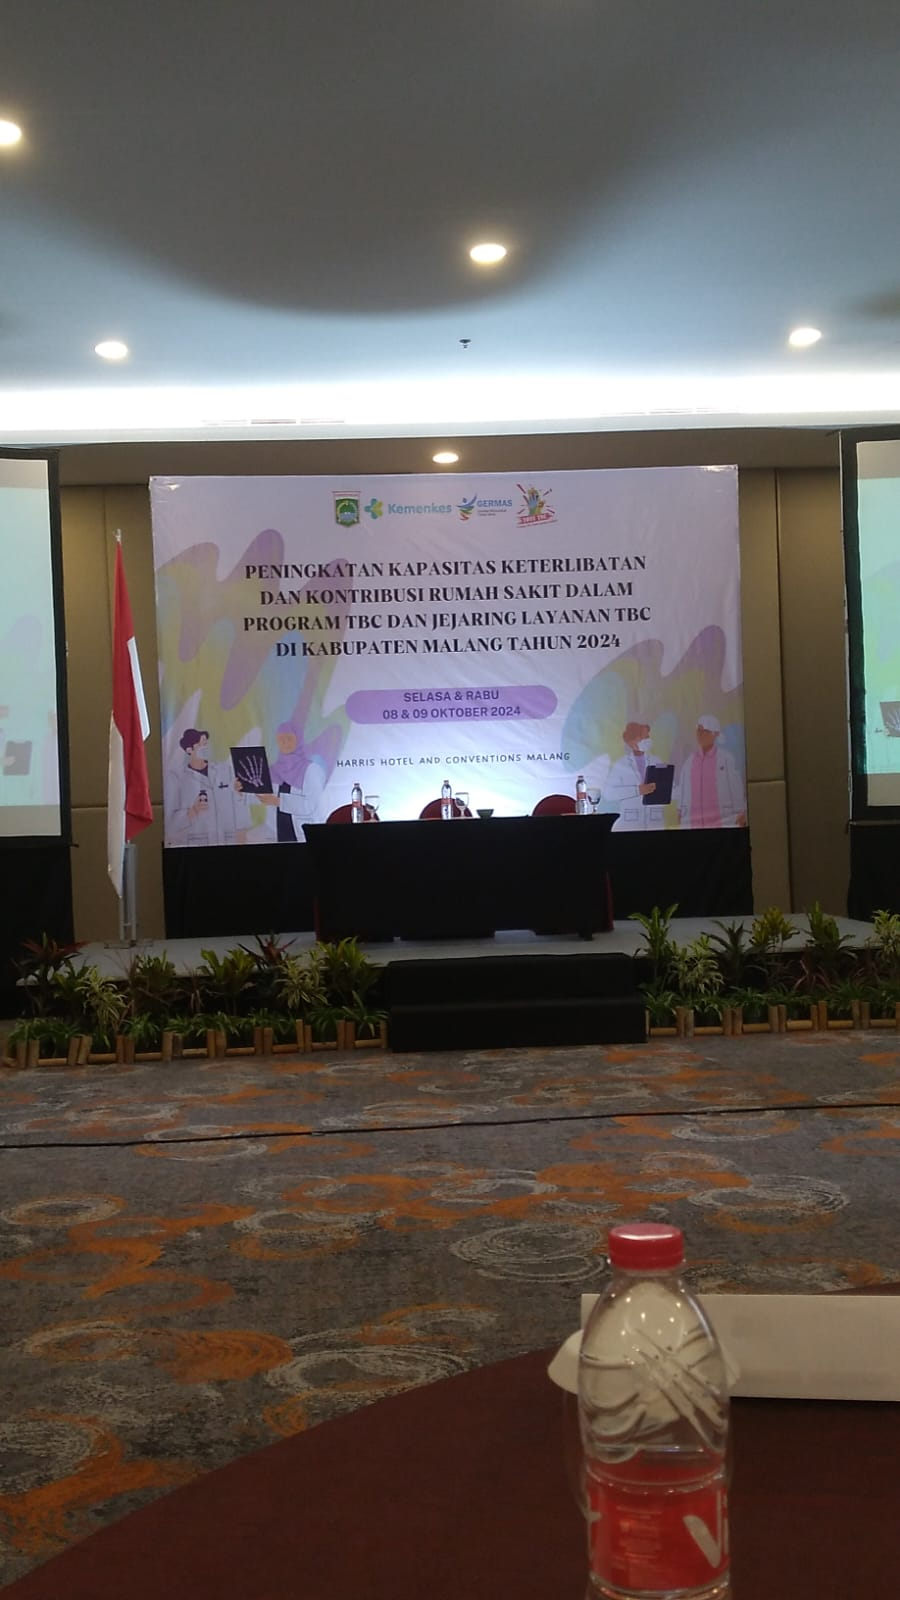 Kemenkes
GERMAS
PENINGKATAN KAPASITAS KETERLIBATAN
DAN KONTRIBUSI RUMAH SAKIT DALAM
PROGRAM TBC DAN JEJARING LAYANAN TBC
DI KABUPATEN MALANG TAHUN 2024
SELASA & RABU
08 & 09 OKTOBER 2024
HARRIS HOTEL AND CONVENTIONS MALANG